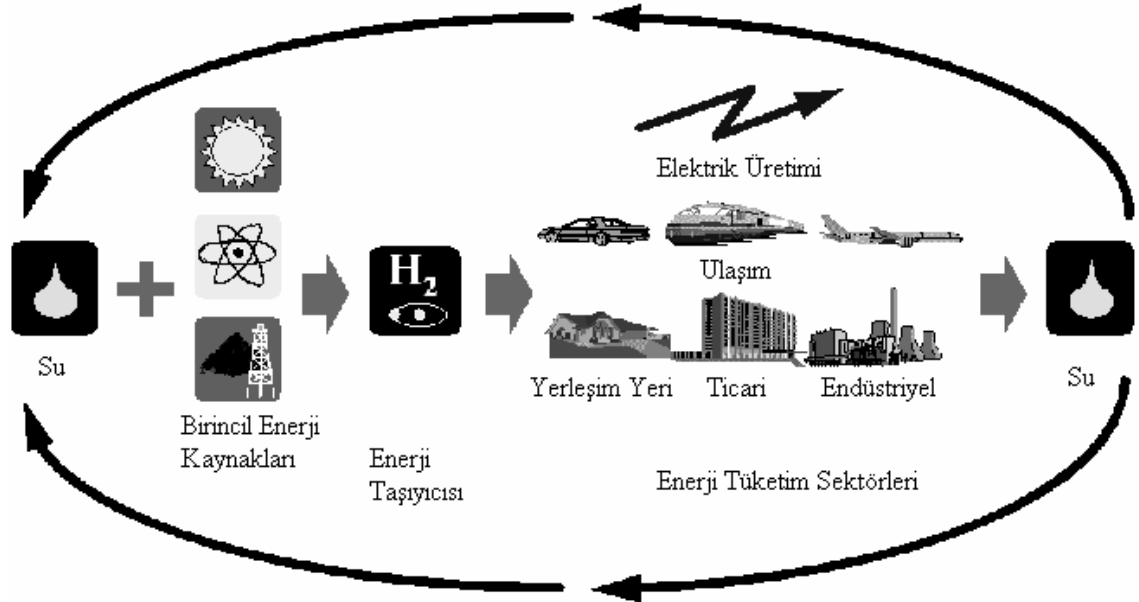 Elektrik Üretimi
H2
Ulaşım
Su
Yerleşim Yeri
Ticari
Endüstriyel
Su
Birincil Enerji
Kaynakları
Enerji
Taşıyıcısı
Enerji Tüketim Sektörleri